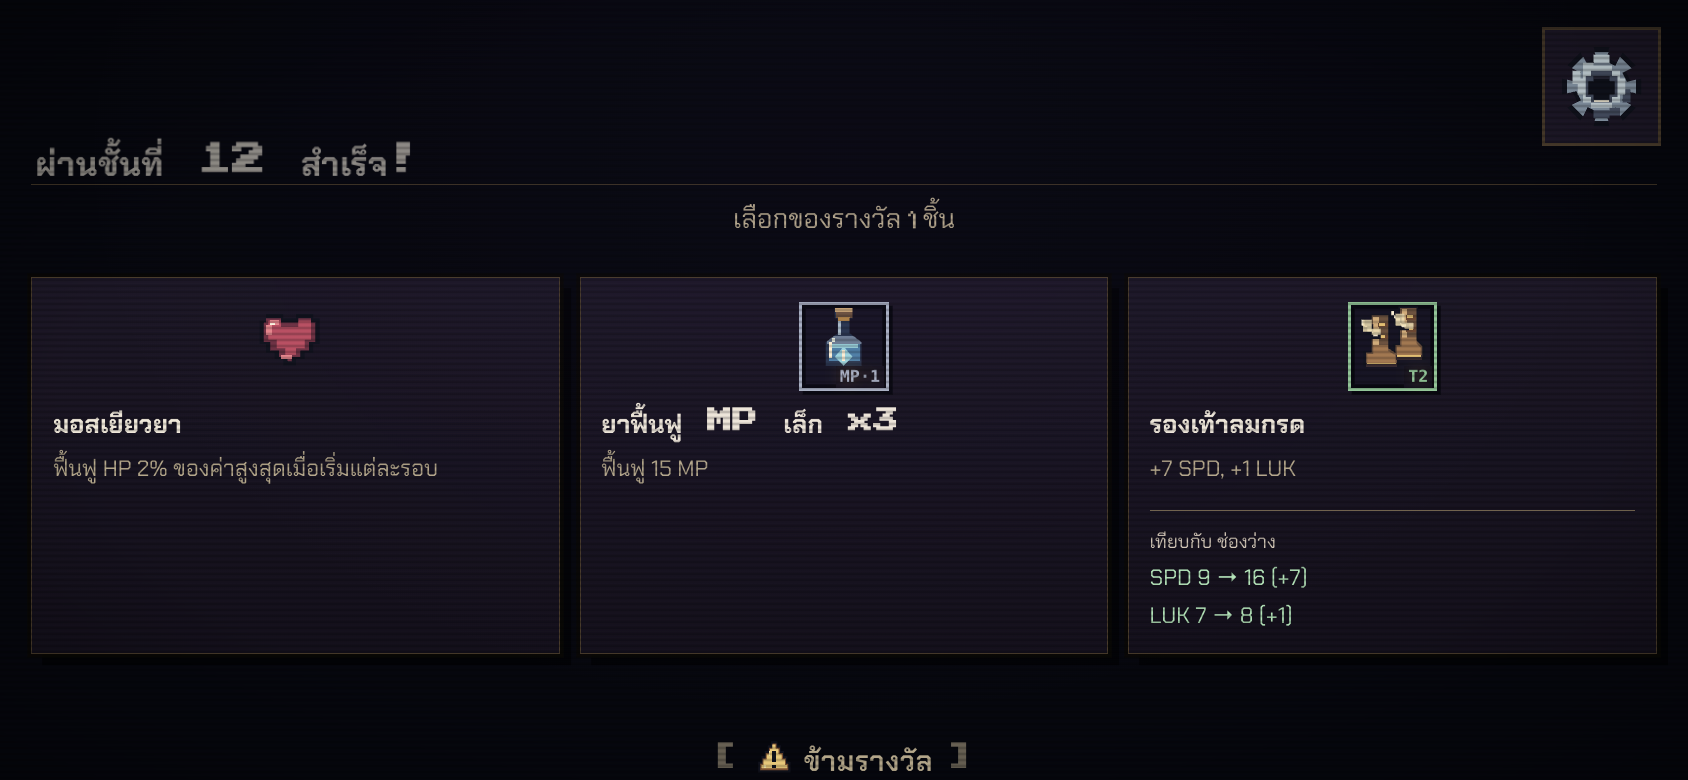 ผ่านชั้นที่ 12 สำเร็จ!
เลือกของรางวัล 1 ชิ้น
มอสเยียวยา
ฟื้นฟู HP 2% ของค่าสูงสุดเมื่อเริ่มแต่ละรอบ
MP·1
ยาฟื้นฟู MP เล็ก x3
ฟื้นฟู 15 MP
T2
รองเท้าลมกรด
+7 SPD, +1 LUK
เทียบกับ ช่องว่าง
SPD 9 → 16 (+7)
LUK 7 → 8 (+1)
[ ข้ามรางวัล ]